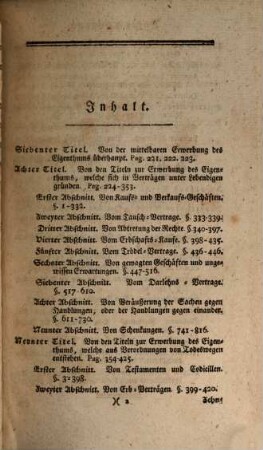 Inhalt.
Siebenter Titel. Von der mittelbaren Erwerbung des
Eigenthums überhaupt. Pag. 221. 222. 223.
Achter Titel. Von den Titeln zur Erwerbung des Eigen-
thums, welche sich in Verträgen unter Lebendigen
gründen. Pag. 224-353.
Erster Abschnitt. Von Kaufs- und Verkaufs-Geschäften.
§. 1-332.
Zweyter Abschnitt. Vom Tausch-Vertrage. §. 333-339.
Dritter Abschnitt. Von Abtretung der Rechte §. 340-397.
Vierter Abschnitt. Vom Erbschafts-Kaufe. §. 398-435.
Fünfter Abschnitt. Vom Trödel-Vertrage. §. 436-446.
Sechster Abschnitt. Von gewagten Geschäften und unge-
wissen Erwartungen. §. 447-516.
Siebenter Abschnitt. Vom Darlehns-Vertrage.
§. 517-610.
Achter Abschnitt. Von Veräußerung der Sachen gegen
Handlungen; oder der Handlungen gegen einander.
§. 611-730.
Neunter Abschnitt. Von Schenkungen. §. 741-816.
Neunter Titel. Von den Titeln zur Erwerbung des Eigen-
thums, welche aus Verordnungen von Todeswegen
entstehen. Pag. 354-425.
Erster Abschnitt. Von Testamenten und Codicillen.
§. 3-398.
Zweyter Abschnitt. Von Erb-Verträgen. §. 399-420.
X 2 Zehn-